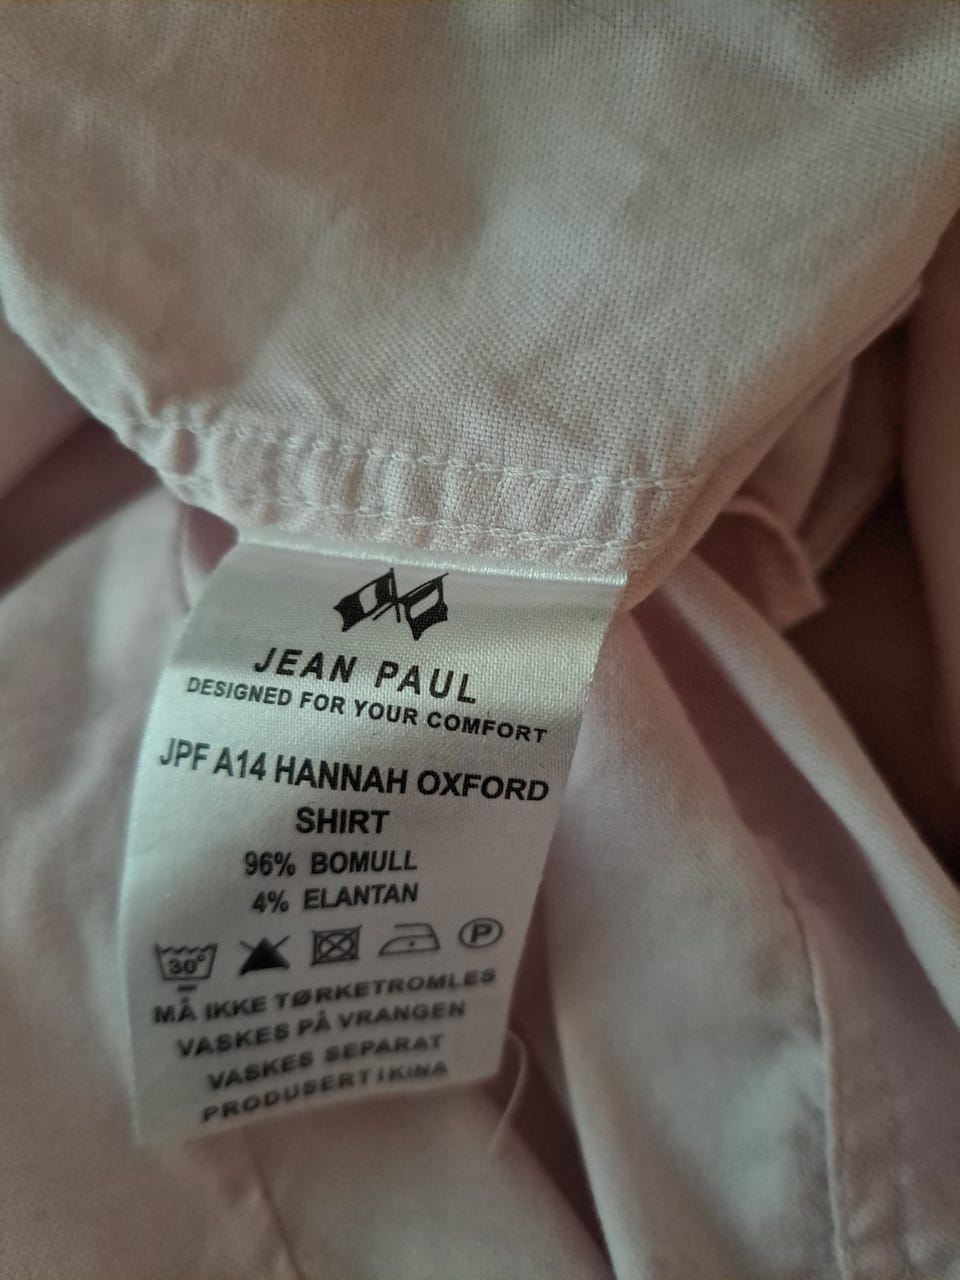 JEAN PAUL
DESIGNED FOR YOUR COMFORT
JPF A14 HANNAH OXFORD
SHIRT
96% BOMULL
4% ELANTAN
30° P
MÅ IKKE TØRKETROMLES
VASKES PÅ VRANGEN
VASKES SEPARAT
PRODUSERT I KINA